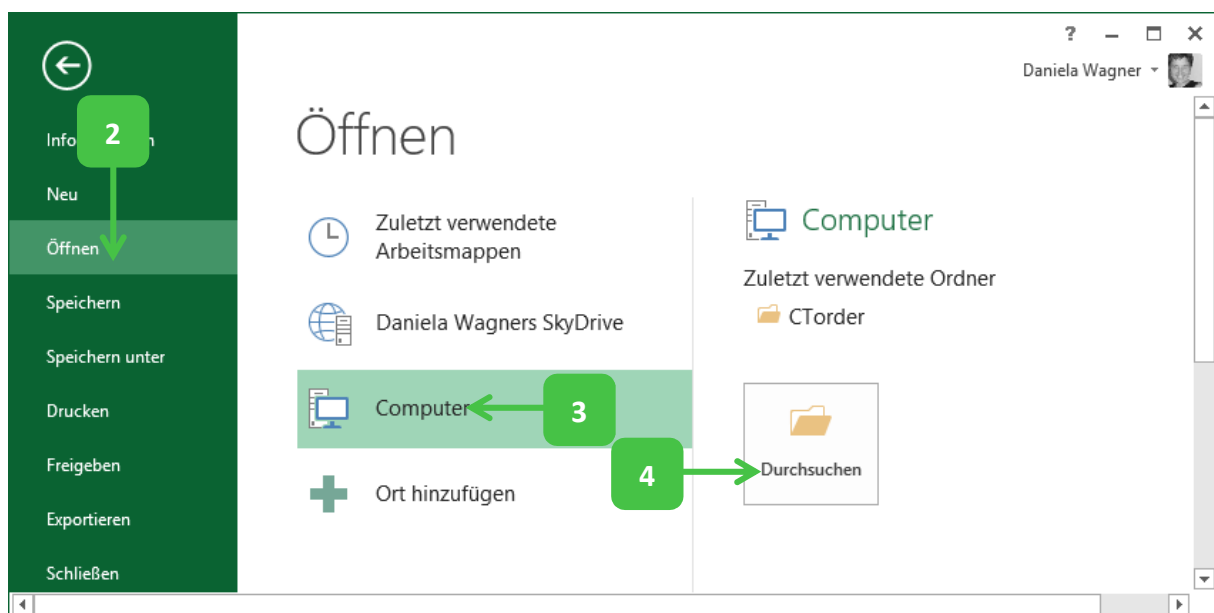 ?
Daniela Wagner
2
Info n
Neu
Öffnen
Speichern
Speichern unter
Drucken
Freigeben
Exportieren
Schließen
Öffnen
Zuletzt verwendete
Arbeitsmappen
Daniela Wagners SkyDrive
Computer
3
Ort hinzufügen
Computer
Zuletzt verwendete Ordner
CTorder
4
Durchsuchen